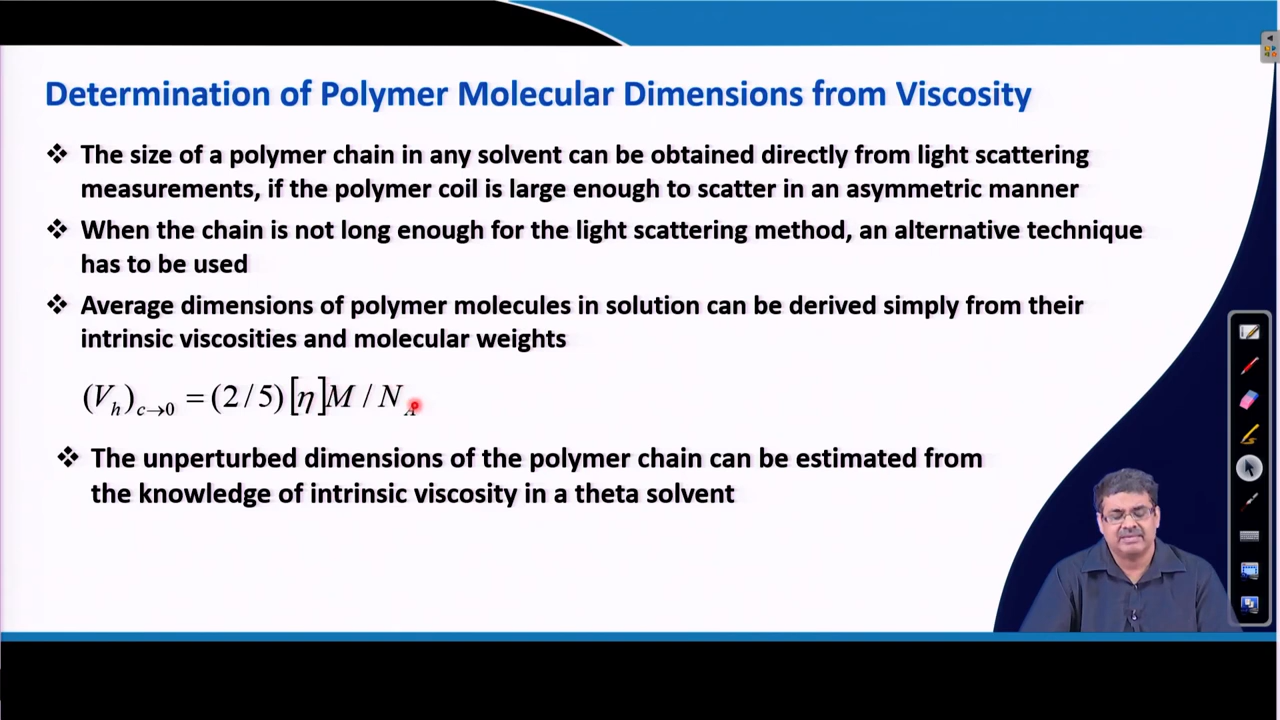 Determination of Polymer Molecular Dimensions from Viscosity
❖ The size of a polymer chain in any solvent can be obtained directly from light scattering
measurements, if the polymer coil is large enough to scatter in an asymmetric manner
❖ When the chain is not long enough for the light scattering method, an alternative technique
has to be used
❖ Average dimensions of polymer molecules in solution can be derived simply from their
intrinsic viscosities and molecular weights
(V_h)_{c→0} = (2/5)[η]M / N_A
❖ The unperturbed dimensions of the polymer chain can be estimated from
the knowledge of intrinsic viscosity in a theta solvent